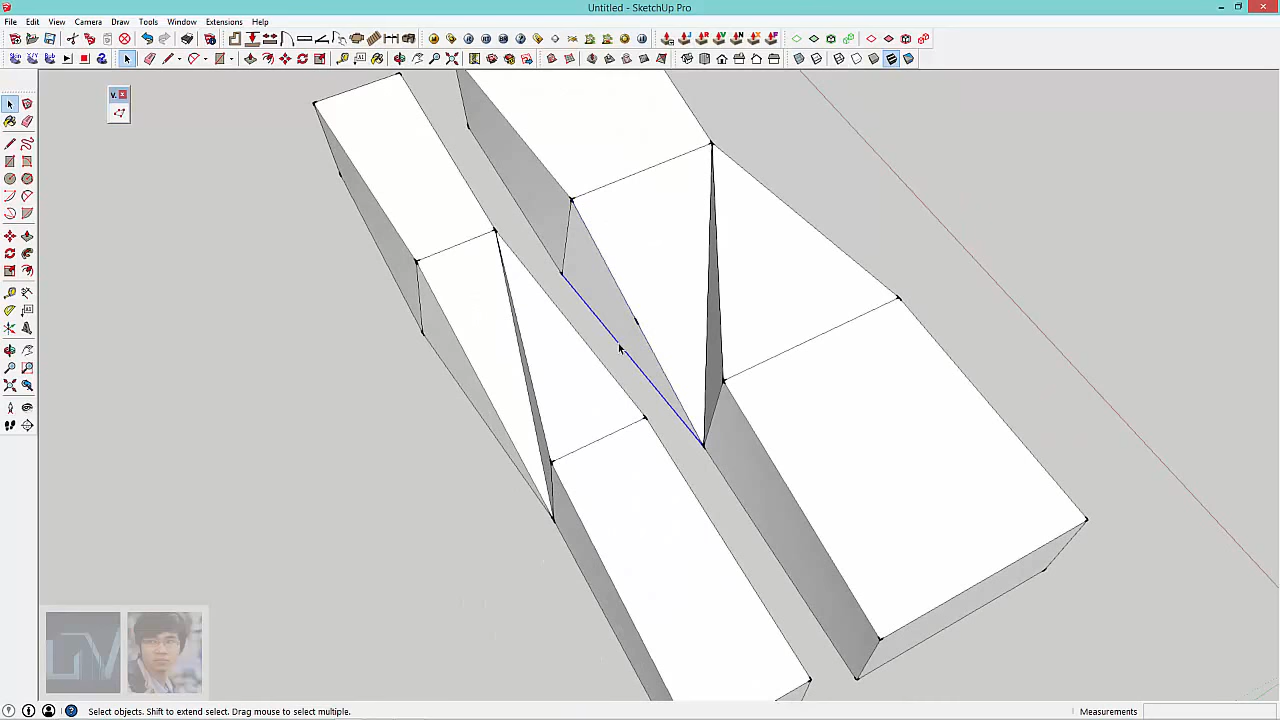 Untitled - SketchUp Pro
File Edit View Camera Draw Tools Window Extensions Help
V.
Select objects. Shift to extend select. Drag mouse to select multiple.
Measurements